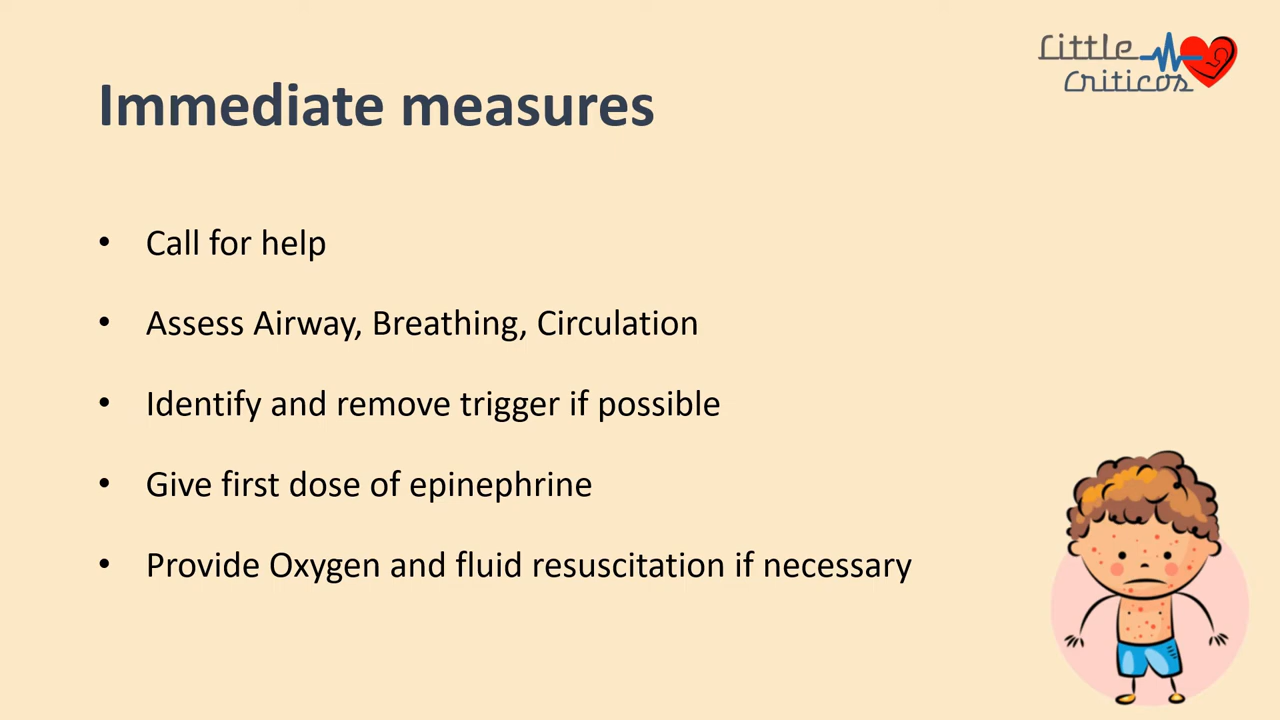 Little
Criticos
Immediate measures
• Call for help
• Assess Airway, Breathing, Circulation
• Identify and remove trigger if possible
• Give first dose of epinephrine
• Provide Oxygen and fluid resuscitation if necessary